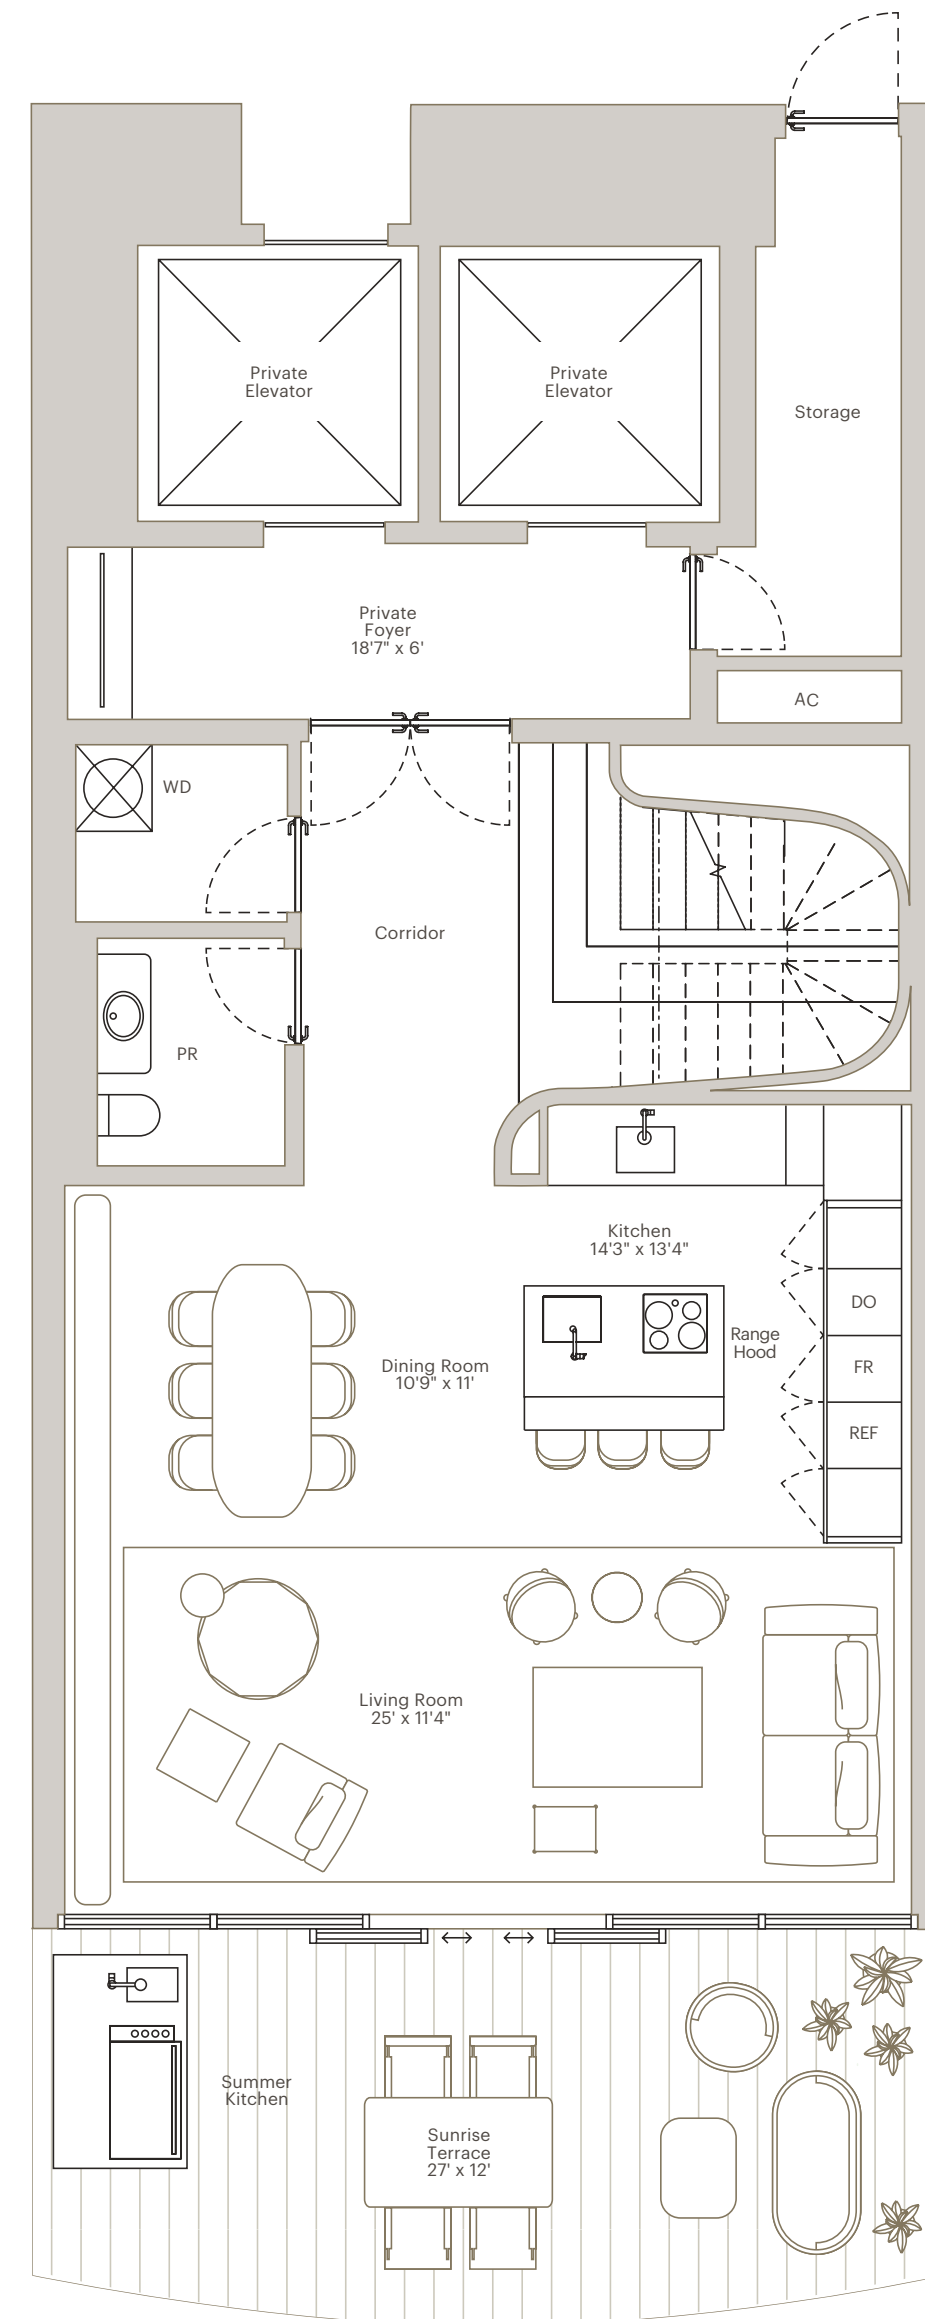 Private
Elevator
Private
Elevator
Storage
Private
Foyer
18'7" x 6'
AC
WD
Corridor
PR
Kitchen
14'3" x 13'4"
DO
Range
Hood
Dining Room
10'9" x 11'
FR
REF
Living Room
25' x 11'4"
Summer
Kitchen
Sunrise
Terrace
27' x 12'